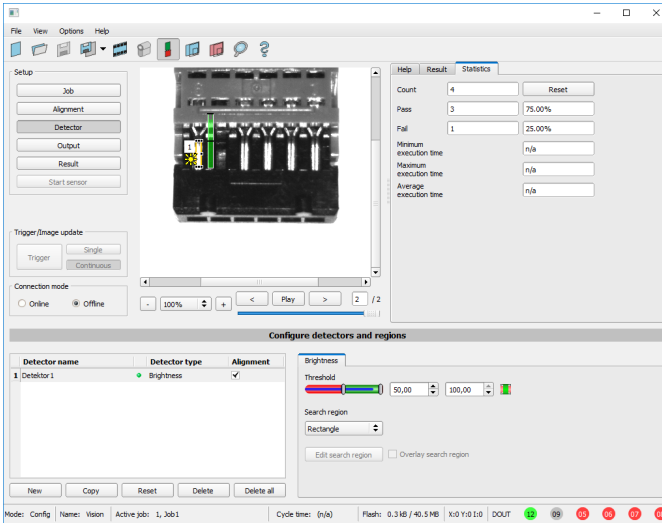 File View Options Help
Setup
Job
Alignment
Detector
Output
Result
Start sensor
Trigger/Image update
Trigger
Single
Continuous
Connection mode
Online Offline
1
- 100% + < Play > 2 /2
Help Result Statistics
Count 4 Reset
Pass 3 75.00%
Fail 1 25.00%
Minimum
execution time n/a
Maximum
execution time n/a
Average
execution time n/a
Configure detectors and regions
Detector name Detector type Alignment
1 Detektor1 Brightness
New Copy Reset Delete Delete all
Brightness
Threshold
50,00 100,00
Search region
Rectangle
Edit search region Overlay search region
Mode: Config Name: Vision Active job: 1, Job1 Cycle time: (n/a) Flash: 0.3 kB / 40.5 MB X:0 Y:0 I:0 DOUT 12 09 05 06 07